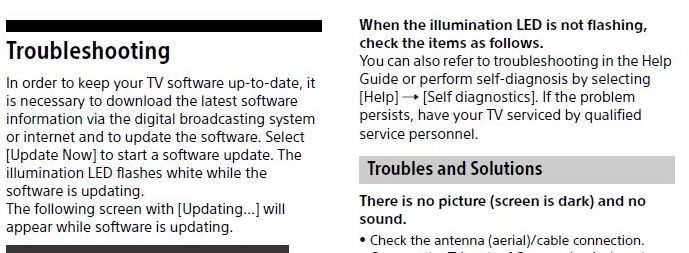 Troubleshooting
In order to keep your TV software up-to-date, it
is necessary to download the latest software
information via the digital broadcasting system
or internet and to update the software. Select
[Update Now] to start a software update. The
illumination LED flashes white while the
software is updating.
The following screen with [Updating...] will
appear while software is updating.
When the illumination LED is not flashing,
check the items as follows.
You can also refer to troubleshooting in the Help
Guide or perform self-diagnosis by selecting
[Help] → [Self diagnostics]. If the problem
persists, have your TV serviced by qualified
service personnel.
Troubles and Solutions
There is no picture (screen is dark) and no
sound.
• Check the antenna (aerial)/cable connection.